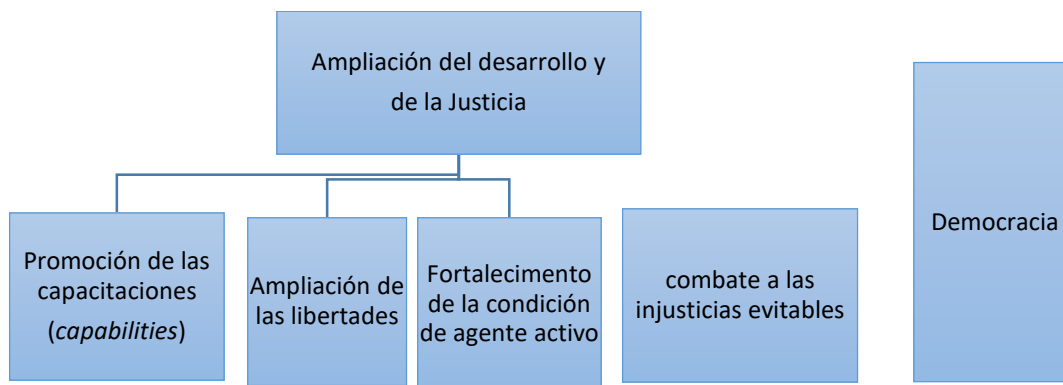 Ampliación del desarrollo y
de la Justicia
Promoción de las
capacitaciones
(capabilities)
Ampliación de
las libertades
Fortalecimento
de la condición
de agente activo
combate a las
injusticias evitables
Democracia